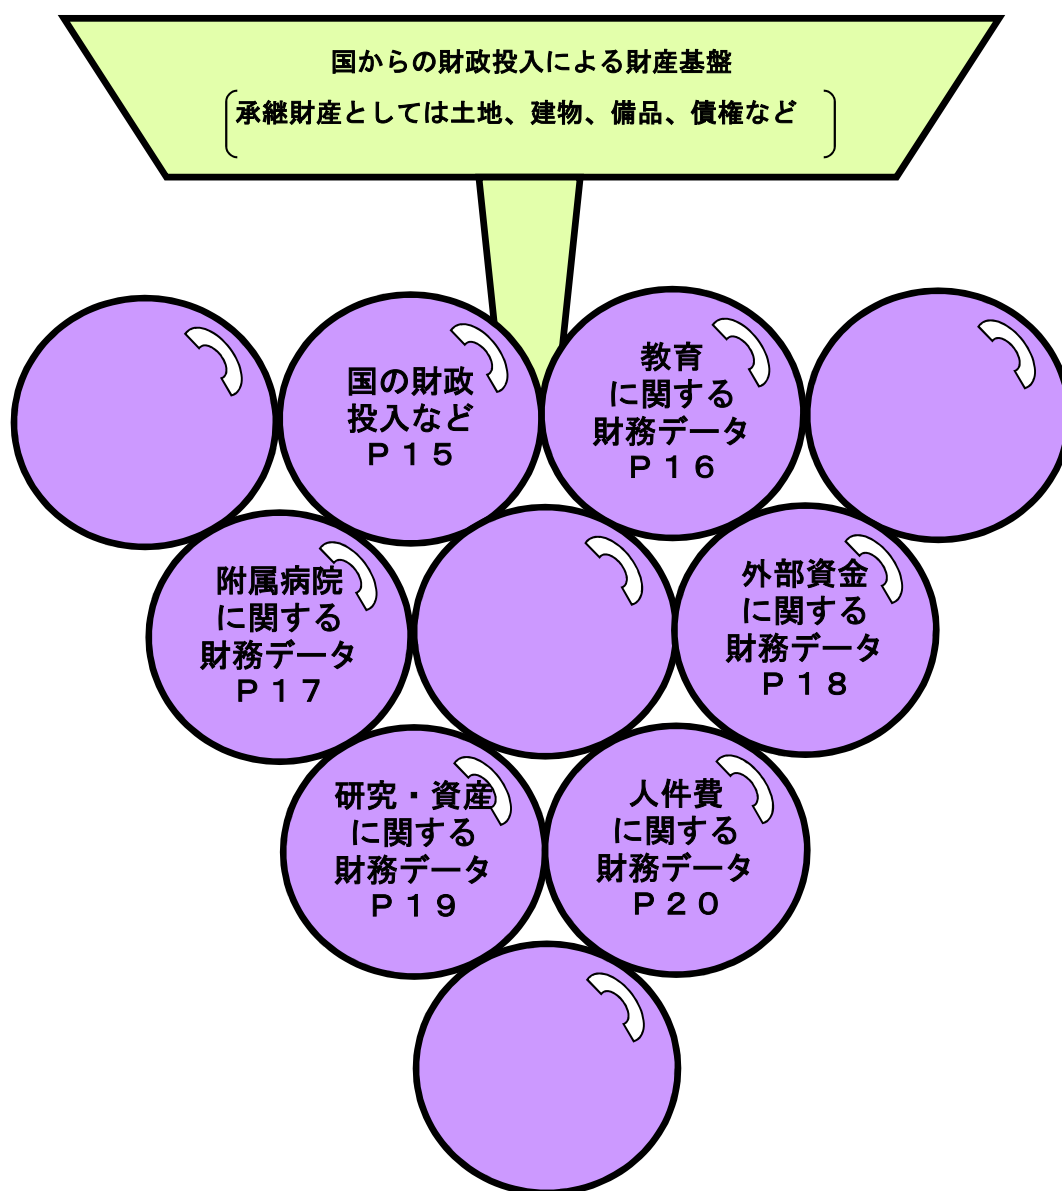 国からの財政投入による財産基盤
承継財産としては土地、建物、備品、債権など
国の財政
投入など
Ｐ１５
教育
に関する
財務データ
Ｐ１６
附属病院
に関する
財務データ
Ｐ１７
外部資金
に関する
財務データ
Ｐ１８
研究・資産
に関する
財務データ
Ｐ１９
人件費
に関する
財務データ
Ｐ２０